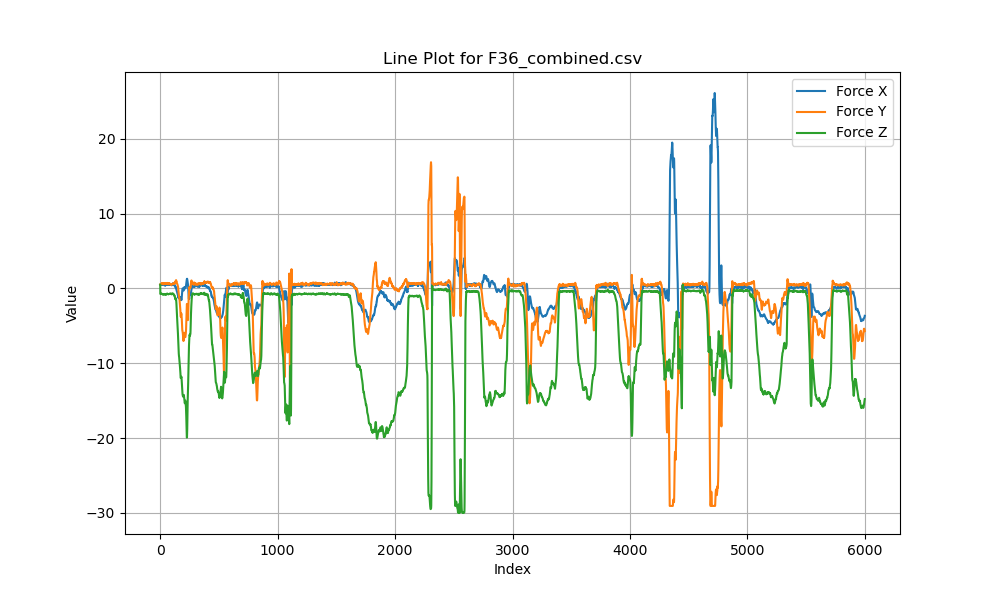 Line Plot for F36_combined.csv
Force X
Force Y
Force Z
20
10
0
−10
−20
−30
Value
0 1000 2000 3000 4000 5000 6000
Index